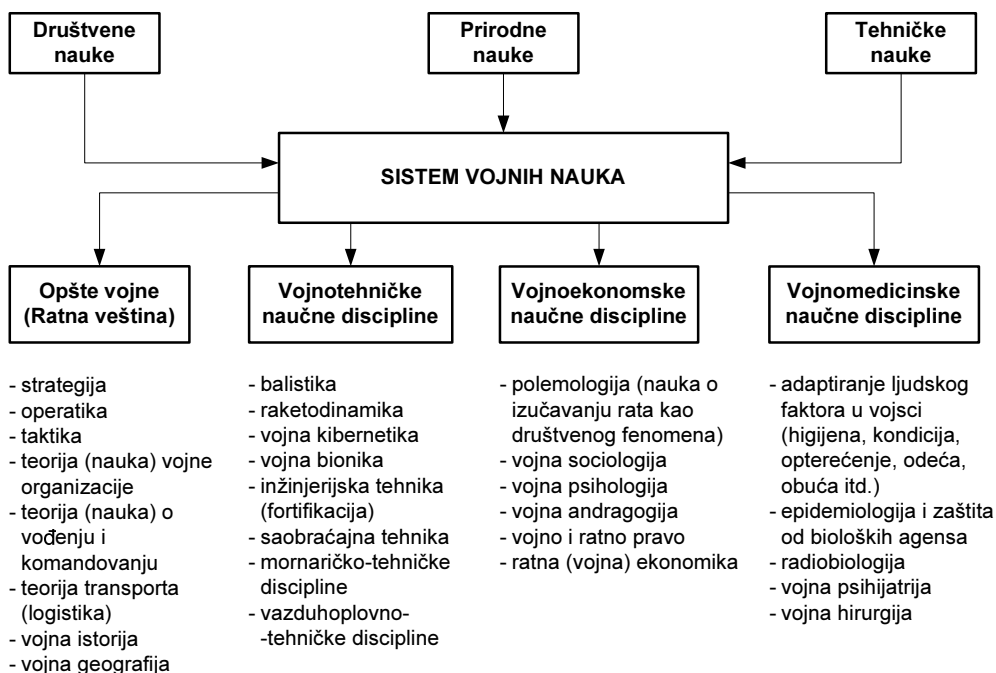 Društvene
nauke
Prirodne
nauke
Tehničke
nauke
SISTEM VOJNIH NAUKA
Opšte vojne
(Ratna veština)
Vojnotehničke
naučne discipline
Vojnoekonomske
naučne discipline
Vojnomedicinske
naučne discipline
- strategija
- operatika
- taktika
- teorija (nauka) vojne
organizacije
- teorija (nauka) o
vođenju i
komandovanju
- teorija transporta
(logistika)
- vojna istorija
- vojna geografija
- balistika
- raketodinamika
- vojna kibernetika
- vojna bionika
- inžinjerijska tehnika
(fortifikacija)
- saobraćajna tehnika
- mornaričko-tehničke
discipline
- vazduhoplovno-
-tehničke discipline
- polemologija (nauka o
izučavanju rata kao
društvenog fenomena)
- vojna sociologija
- vojna psihologija
- vojna andragogija
- vojno i ratno pravo
- ratna (vojna) ekonomika
- adaptiranje ljudskog
faktora u vojsci
(higijena, kondicija,
opterećenje, odeća,
obuća itd.)
- epidemiologija i zaštita
od bioloških agensa
- radiobiologija
- vojna psihijatrija
- vojna hirurgija